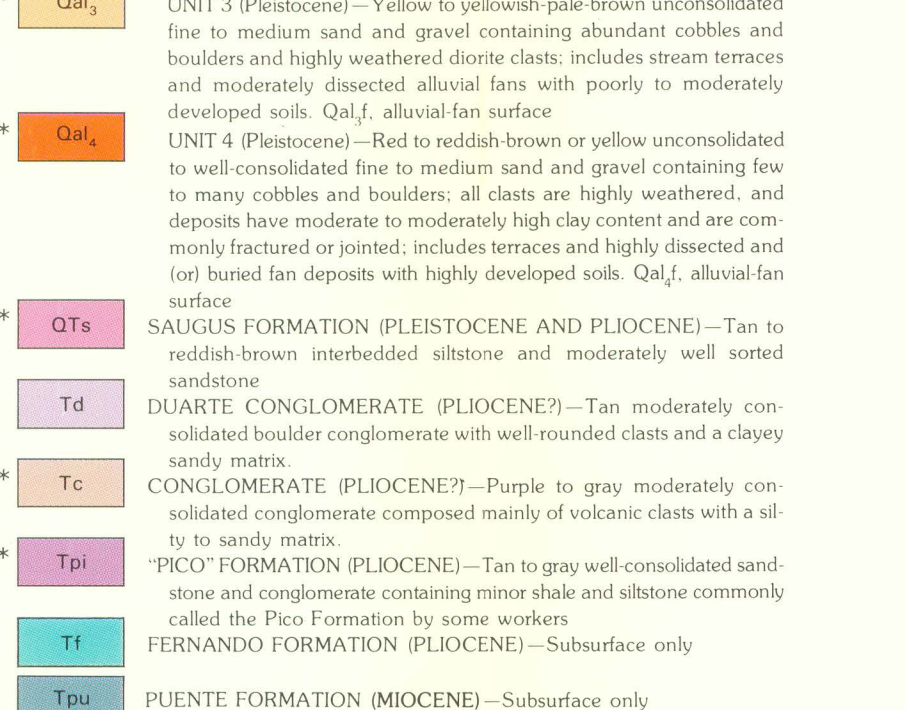 Qal3
UNIT 3 (Pleistocene)—Yellow to yellowish-pale-brown unconsolidated
fine to medium sand and gravel containing abundant cobbles and
boulders and highly weathered diorite clasts; includes stream terraces
and moderately dissected alluvial fans with poorly to moderately
developed soils. Qal3f, alluvial-fan surface
* Qal4
UNIT 4 (Pleistocene)—Red to reddish-brown or yellow unconsolidated
to well-consolidated fine to medium sand and gravel containing few
to many cobbles and boulders; all clasts are highly weathered, and
deposits have moderate to moderately high clay content and are com-
monly fractured or jointed; includes terraces and highly dissected and
(or) buried fan deposits with highly developed soils. Qal4f, alluvial-fan
surface
* QTs
SAUGUS FORMATION (PLEISTOCENE AND PLIOCENE)—Tan to
reddish-brown interbedded siltstone and moderately well sorted
sandstone
Td
DUARTE CONGLOMERATE (PLIOCENE?)—Tan moderately con-
solidated boulder conglomerate with well-rounded clasts and a clayey
sandy matrix.
* Tc
CONGLOMERATE (PLIOCENE?)—Purple to gray moderately con-
solidated conglomerate composed mainly of volcanic clasts with a sil-
ty to sandy matrix.
* Tpi
“PICO” FORMATION (PLIOCENE)—Tan to gray well-consolidated sand-
stone and conglomerate containing minor shale and siltstone commonly
called the Pico Formation by some workers
Tf
FERNANDO FORMATION (PLIOCENE)—Subsurface only
Tpu
PUENTE FORMATION (MIOCENE)—Subsurface only